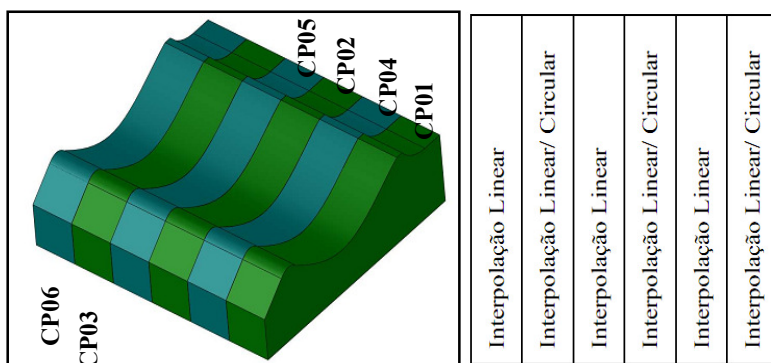 CP05
CP02
CP04
CP01
CP06
CP03
Interpolação Linear
Interpolação Linear/ Circular
Interpolação Linear
Interpolação Linear/ Circular
Interpolação Linear
Interpolação Linear/ Circular